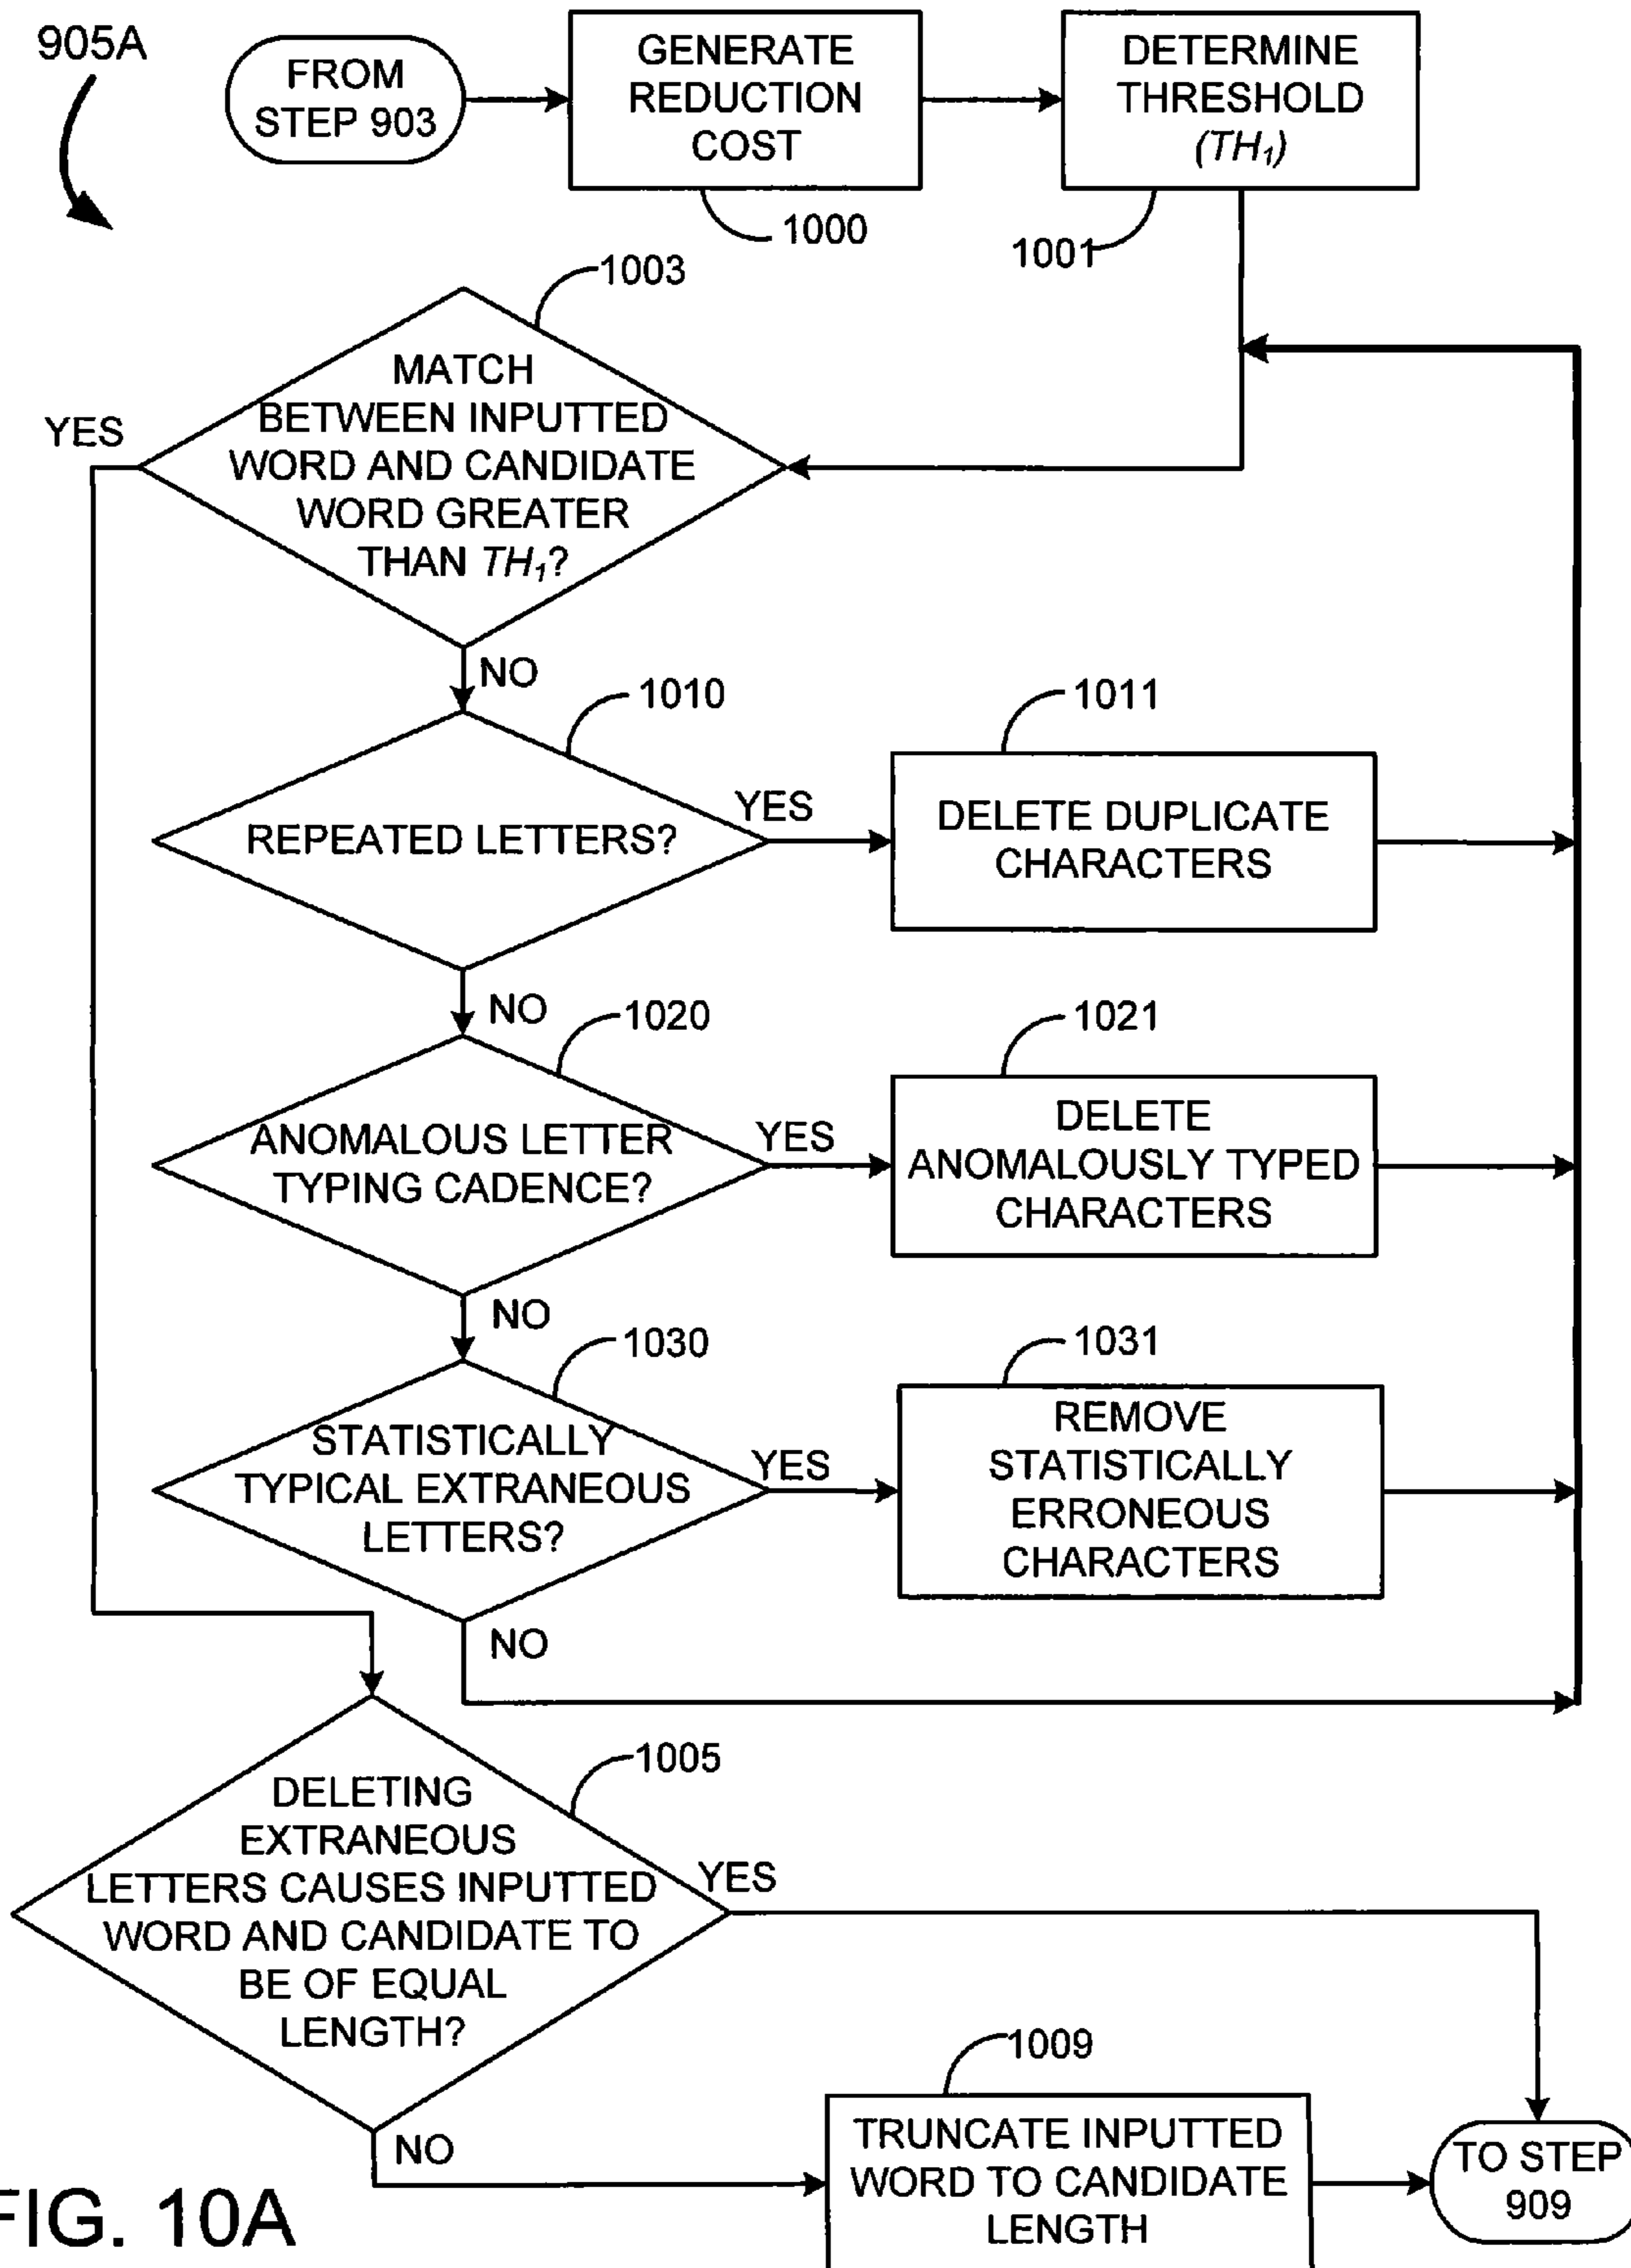 905A
FROM
STEP 903
GENERATE
REDUCTION
COST
1000
DETERMINE
THRESHOLD
(TH₁)
1001
1003
MATCH
BETWEEN INPUTTED
WORD AND CANDIDATE
WORD GREATER
THAN TH₁?
YES
NO
1010
REPEATED LETTERS?
YES
1011
DELETE DUPLICATE
CHARACTERS
NO
1020
ANOMALOUS LETTER
TYPING CADENCE?
YES
1021
DELETE
ANOMALOUSLY TYPED
CHARACTERS
NO
1030
STATISTICALLY
TYPICAL EXTRANEOUS
LETTERS?
YES
1031
REMOVE
STATISTICALLY
ERRONEOUS
CHARACTERS
NO
1005
DELETING
EXTRANEOUS
LETTERS CAUSES INPUTTED
WORD AND CANDIDATE TO
BE OF EQUAL
LENGTH?
YES
NO
1009
TRUNCATE INPUTTED
WORD TO CANDIDATE
LENGTH
TO STEP
909
FIG. 10A